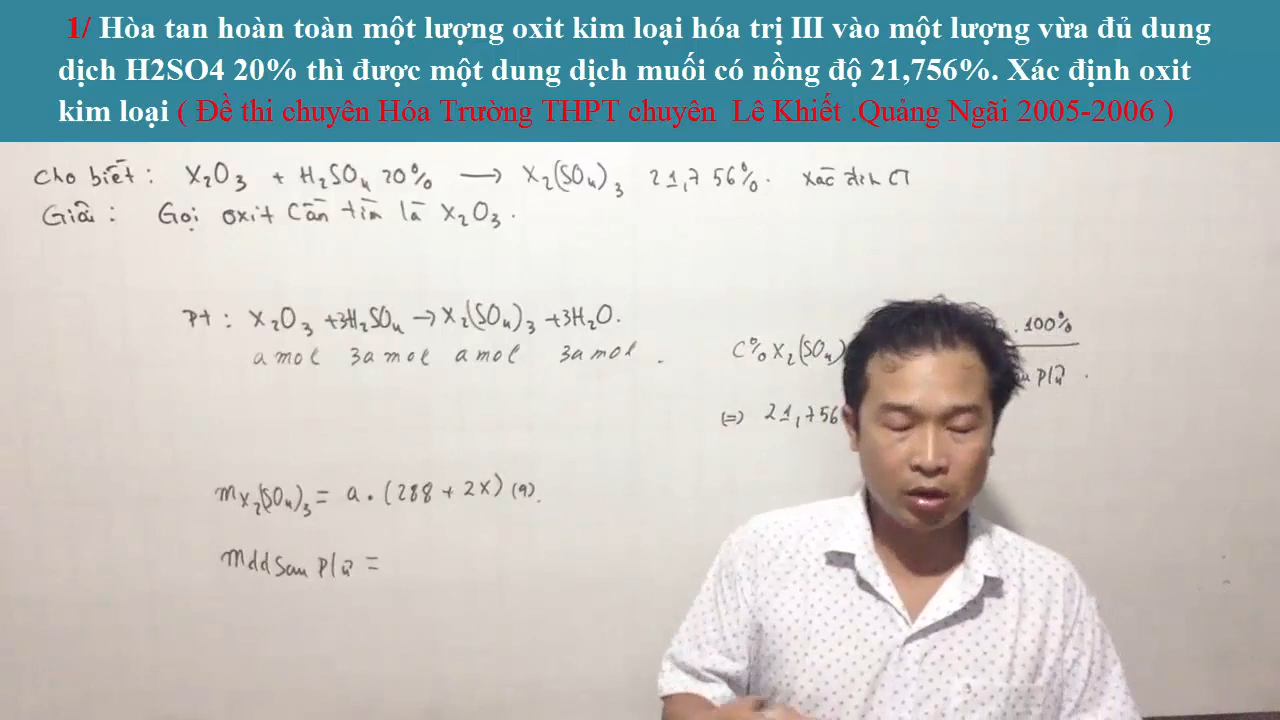 1/ Hòa tan hoàn toàn một lượng oxit kim loại hóa trị III vào một lượng vừa đủ dung
dịch H2SO4 20% thì được một dung dịch muối có nồng độ 21,756%. Xác định oxit
kim loại ( Đề thi chuyên Hóa Trường THPT chuyên Lê Khiết .Quảng Ngãi 2005-2006 )
Cho biết : X₂O₃ + H₂SO₄ 20% → X₂(SO₄)₃ 21,756%. Xác định
Giải : Gọi oxit cần tìm là X₂O₃.
Pt : X₂O₃ +3H₂SO₄ → X₂(SO₄)₃ +3H₂O.
a mol 3a mol a mol 3a mol .
C% X₂(SO₄) . 100%
p/ư .
(=) 21,756
m X₂(SO₄)₃ = a . (288 + 2X) (g).
mdd sau p/ư =